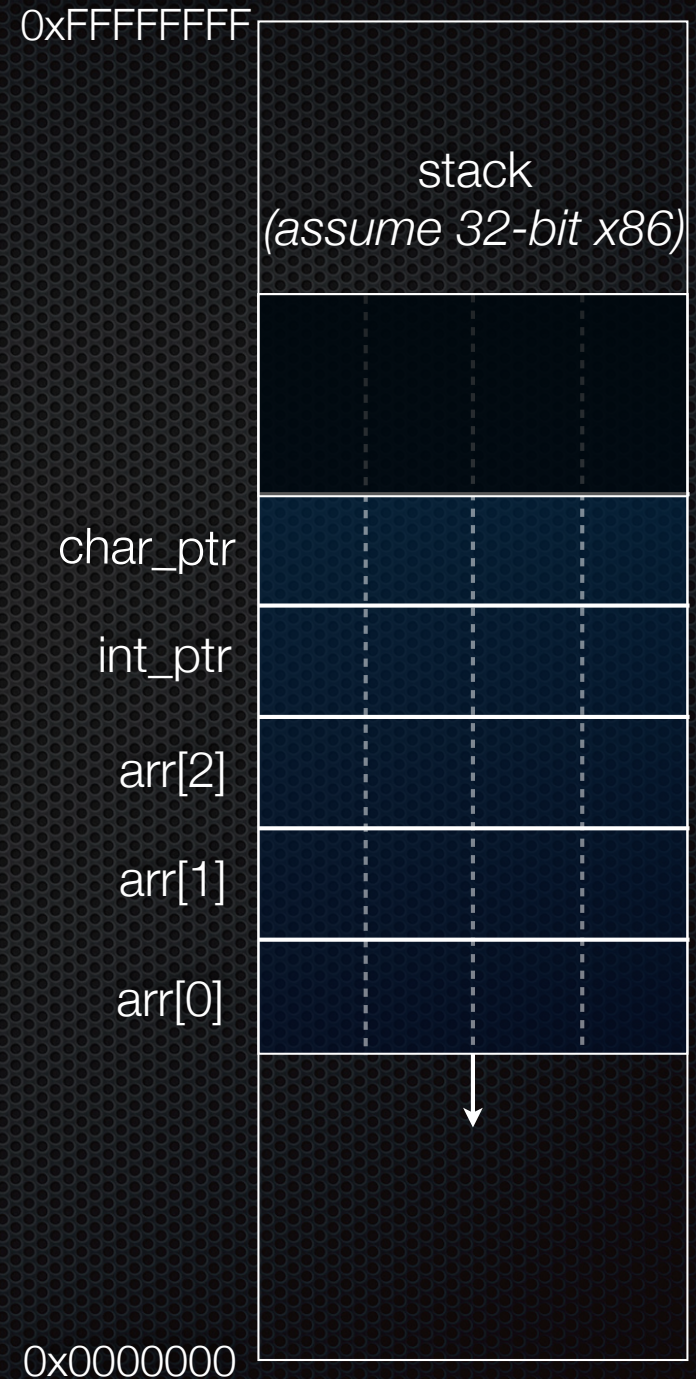 0xFFFFFFFF
stack
(assume 32-bit x86)
char_ptr
int_ptr
arr[2]
arr[1]
arr[0]
0x0000000